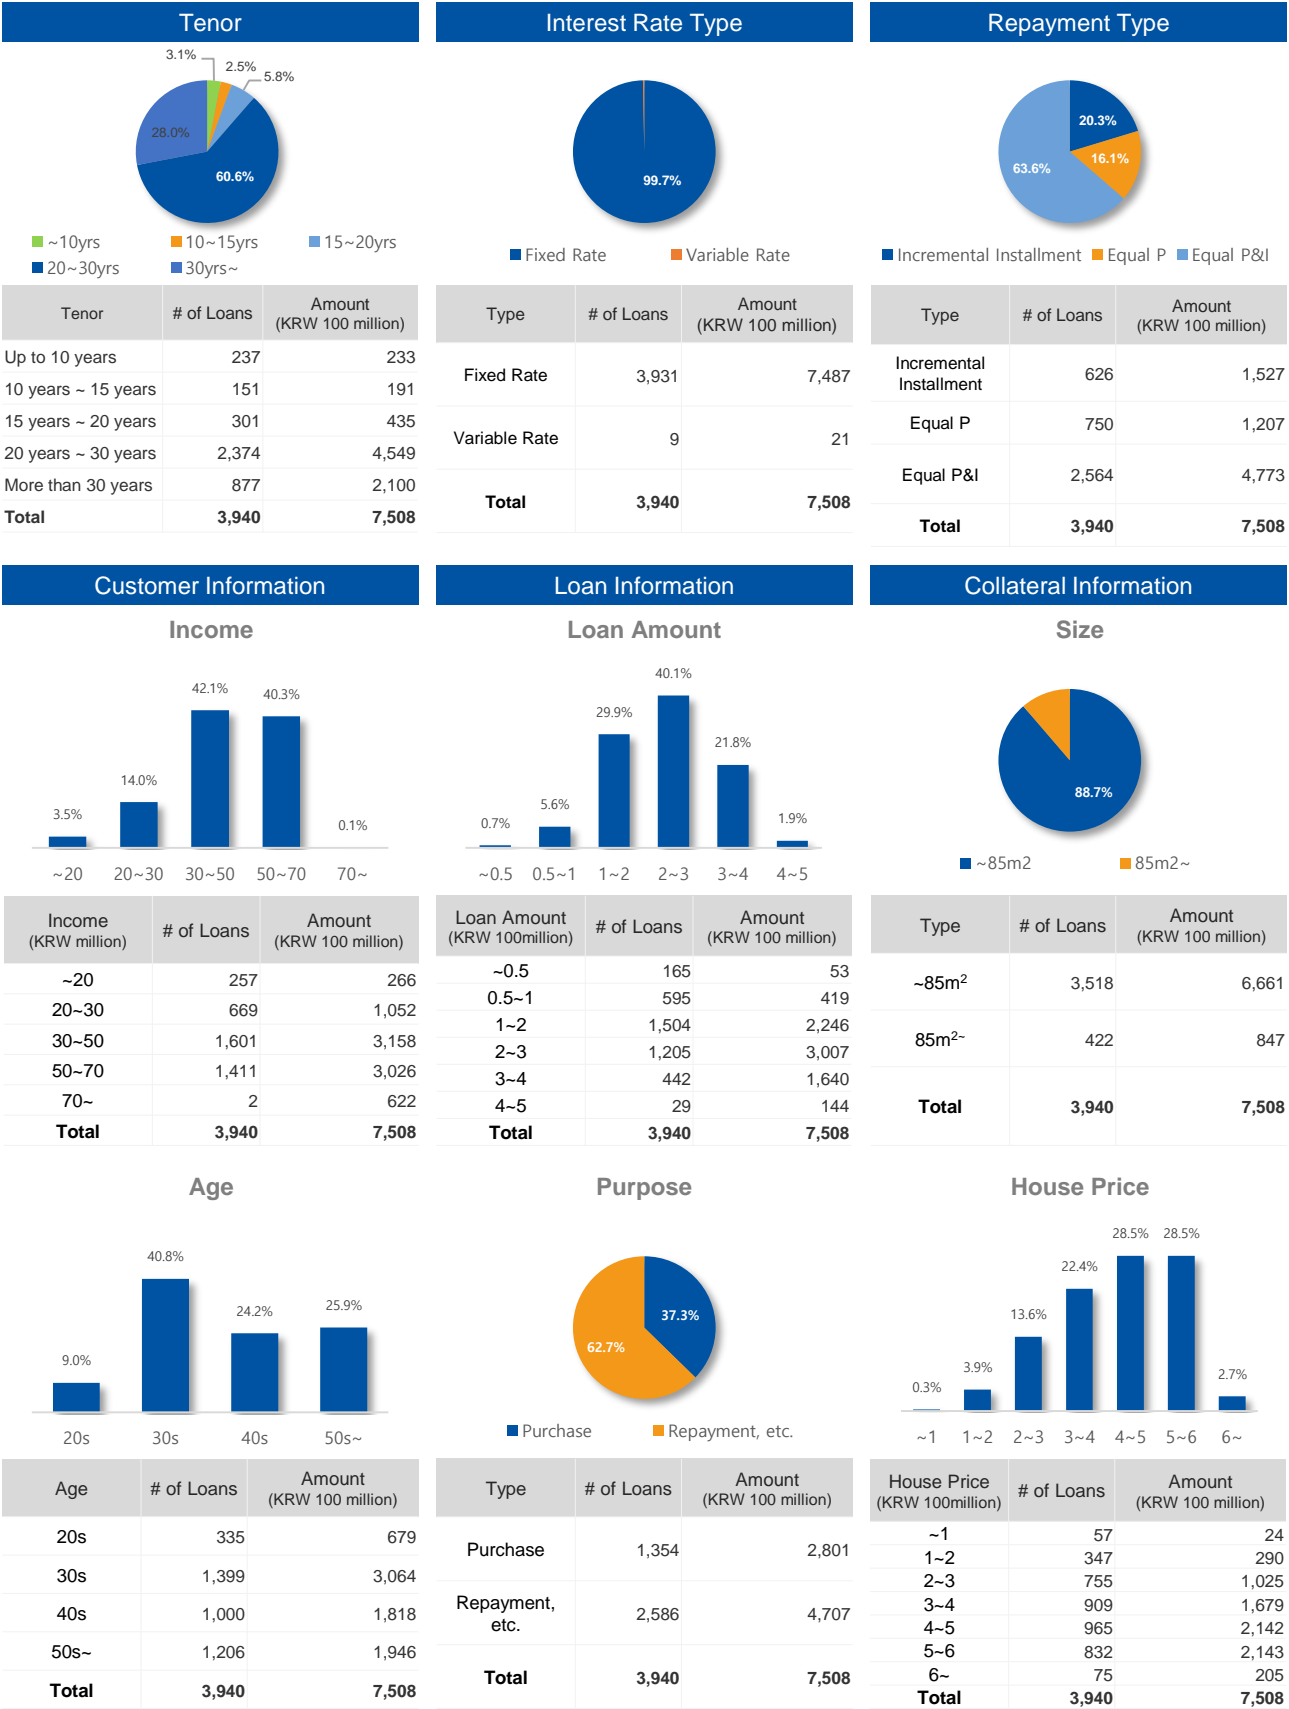 Tenor
3.1%
2.5%
5.8%
28.0%
60.6%
~10yrs
10~15yrs
15~20yrs
20~30yrs
30yrs~
Tenor # of Loans Amount
(KRW 100 million)
Up to 10 years 237 233
10 years ~ 15 years 151 191
15 years ~ 20 years 301 435
20 years ~ 30 years 2,374 4,549
More than 30 years 877 2,100
Total 3,940 7,508
Interest Rate Type
99.7%
Fixed Rate
Variable Rate
Type # of Loans Amount
(KRW 100 million)
Fixed Rate 3,931 7,487
Variable Rate 9 21
Total 3,940 7,508
Repayment Type
20.3%
16.1%
63.6%
Incremental Installment
Equal P
Equal P&I
Type # of Loans Amount
(KRW 100 million)
Incremental
Installment 626 1,527
Equal P 750 1,207
Equal P&I 2,564 4,773
Total 3,940 7,508
Customer Information
Income
3.5%
14.0%
42.1%
40.3%
0.1%
~20 20~30 30~50 50~70 70~
Income
(KRW million) # of Loans Amount
(KRW 100 million)
~20 257 266
20~30 669 1,052
30~50 1,601 3,158
50~70 1,411 3,026
70~ 2 622
Total 3,940 7,508
Loan Information
Loan Amount
0.7%
5.6%
29.9%
40.1%
21.8%
1.9%
~0.5 0.5~1 1~2 2~3 3~4 4~5
Loan Amount
(KRW 100million) # of Loans Amount
(KRW 100 million)
~0.5 165 53
0.5~1 595 419
1~2 1,504 2,246
2~3 1,205 3,007
3~4 442 1,640
4~5 29 144
Total 3,940 7,508
Collateral Information
Size
88.7%
~85m2
85m2~
Type # of Loans Amount
(KRW 100 million)
~85m² 3,518 6,661
85m²~ 422 847
Total 3,940 7,508
Age
9.0%
40.8%
24.2%
25.9%
20s 30s 40s 50s~
Age # of Loans Amount
(KRW 100 million)
20s 335 679
30s 1,399 3,064
40s 1,000 1,818
50s~ 1,206 1,946
Total 3,940 7,508
Purpose
37.3%
62.7%
Purchase
Repayment, etc.
Type # of Loans Amount
(KRW 100 million)
Purchase 1,354 2,801
Repayment,
etc. 2,586 4,707
Total 3,940 7,508
House Price
0.3%
3.9%
13.6%
22.4%
28.5%
28.5%
2.7%
~1 1~2 2~3 3~4 4~5 5~6 6~
House Price
(KRW 100million) # of Loans Amount
(KRW 100 million)
~1 57 24
1~2 347 290
2~3 755 1,025
3~4 909 1,679
4~5 965 2,142
5~6 832 2,143
6~ 75 205
Total 3,940 7,508